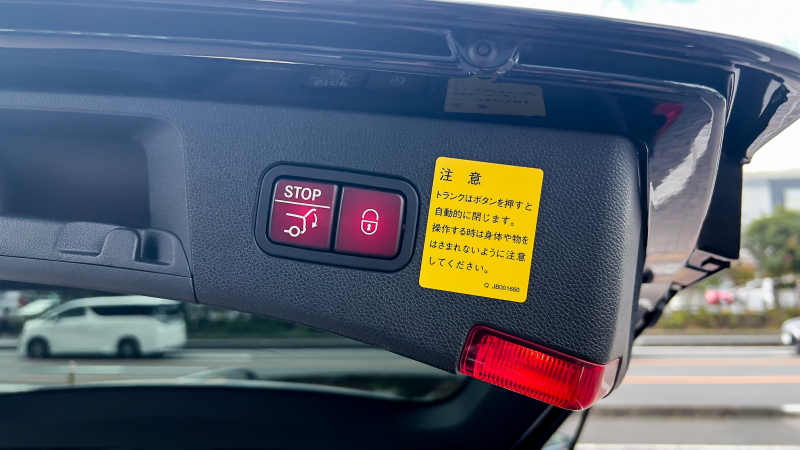 STOP
注 意
トランクはボタンを押すと
自動的に閉じます。
操作する時は身体や物を
はさまれないように注意
してください。
Q JB001660